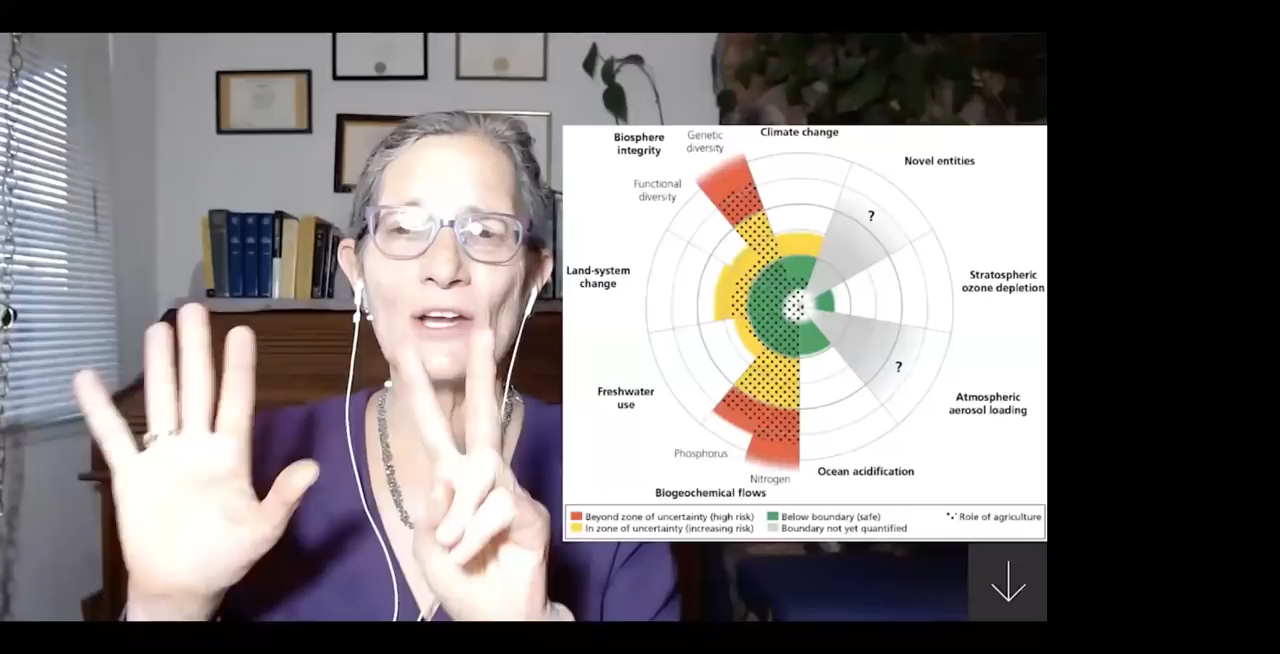 Climate change
Biosphere
integrity
Genetic
diversity
Novel entities
Functional
diversity
?
Land-system
change
Stratospheric
ozone depletion
?
Freshwater
use
Atmospheric
aerosol loading
Phosphorus
Ocean acidification
Nitrogen
Biogeochemical flows
Beyond zone of uncertainty (high risk)
Below boundary (safe)
Role of agriculture
In zone of uncertainty (increasing risk)
Boundary not yet quantified